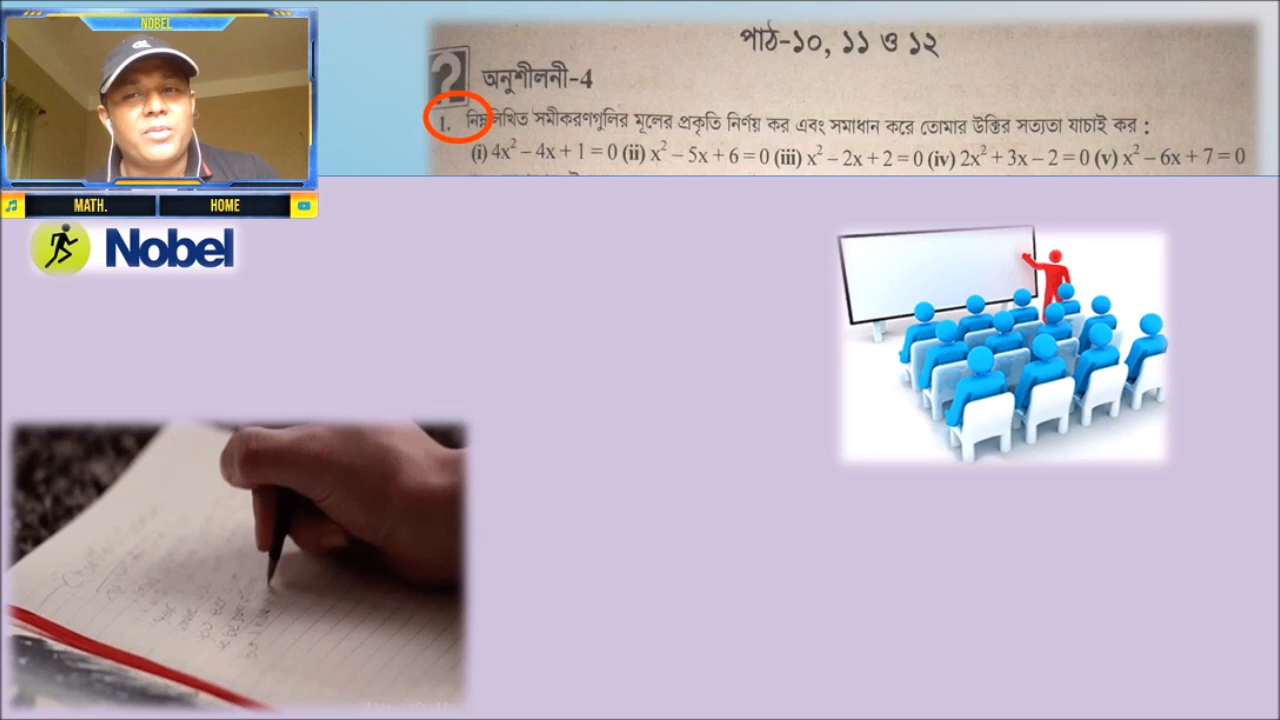 NOBEL
MATH.
HOME
Nobel
পাঠ-১০, ১১ ও ১২
অনুশীলনী-4
1. নিম্নলিখিত সমীকরণগুলির মূলের প্রকৃতি নির্ণয় কর এবং সমাধান করে তোমার উক্তির সত্যতা যাচাই কর :
(i) 4x² – 4x + 1 = 0 (ii) x² – 5x + 6 = 0 (iii) x² – 2x + 2 = 0 (iv) 2x² + 3x – 2 = 0 (v) x² – 6x + 7 = 0